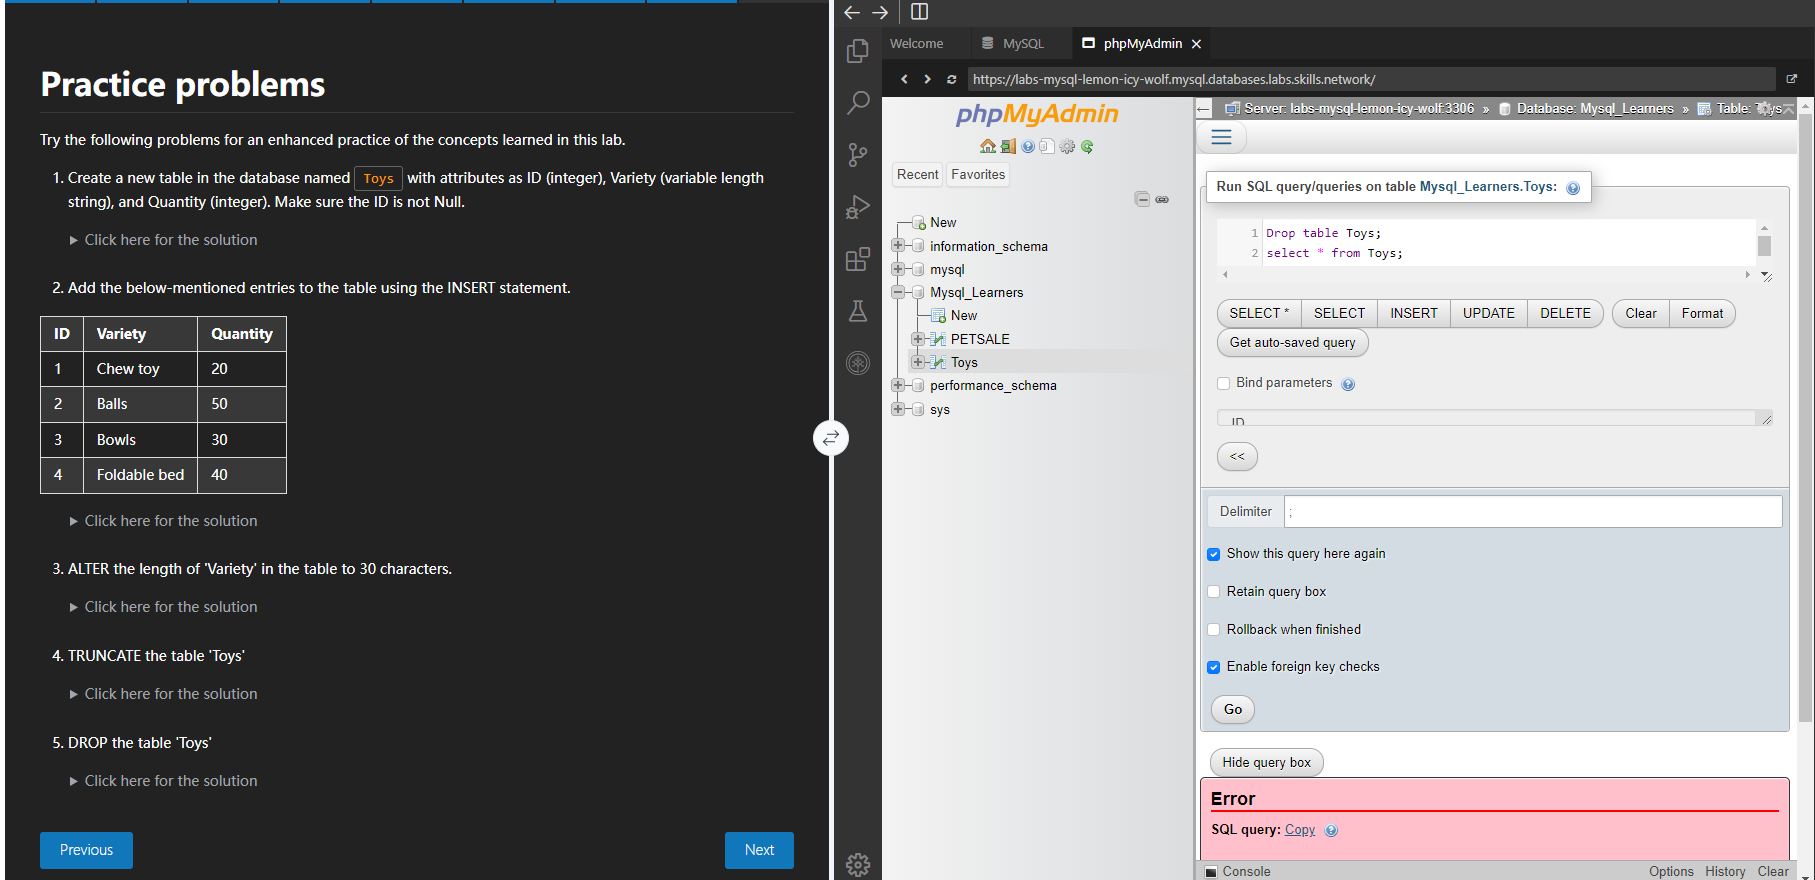 Practice problems
Try the following problems for an enhanced practice of the concepts learned in this lab.
1. Create a new table in the database named Toys with attributes as ID (integer), Variety (variable length
string), and Quantity (integer). Make sure the ID is not Null.
▶ Click here for the solution
2. Add the below-mentioned entries to the table using the INSERT statement.
ID Variety Quantity
1 Chew toy 20
2 Balls 50
3 Bowls 30
4 Foldable bed 40
▶ Click here for the solution
3. ALTER the length of 'Variety' in the table to 30 characters.
▶ Click here for the solution
4. TRUNCATE the table 'Toys'
▶ Click here for the solution
5. DROP the table 'Toys'
▶ Click here for the solution
Previous Next
Welcome MySQL phpMyAdmin
https://labs-mysql-lemon-icy-wolf.mysql.databases.labs.skills.network/
phpMyAdmin
Recent Favorites
New
information_schema
mysql
Mysql_Learners
New
PETSALE
Toys
performance_schema
sys
Server: labs-mysql-lemon-icy-wolf:3306 » Database: Mysql_Learners » Table: Toys
Run SQL query/queries on table Mysql_Learners.Toys:
1 Drop table Toys;
2 select * from Toys;
SELECT * SELECT INSERT UPDATE DELETE Clear Format
Get auto-saved query
Bind parameters
ID
<<
Delimiter ;
Show this query here again
Retain query box
Rollback when finished
Enable foreign key checks
Go
Hide query box
Error
SQL query: Copy
Console Options History Clear